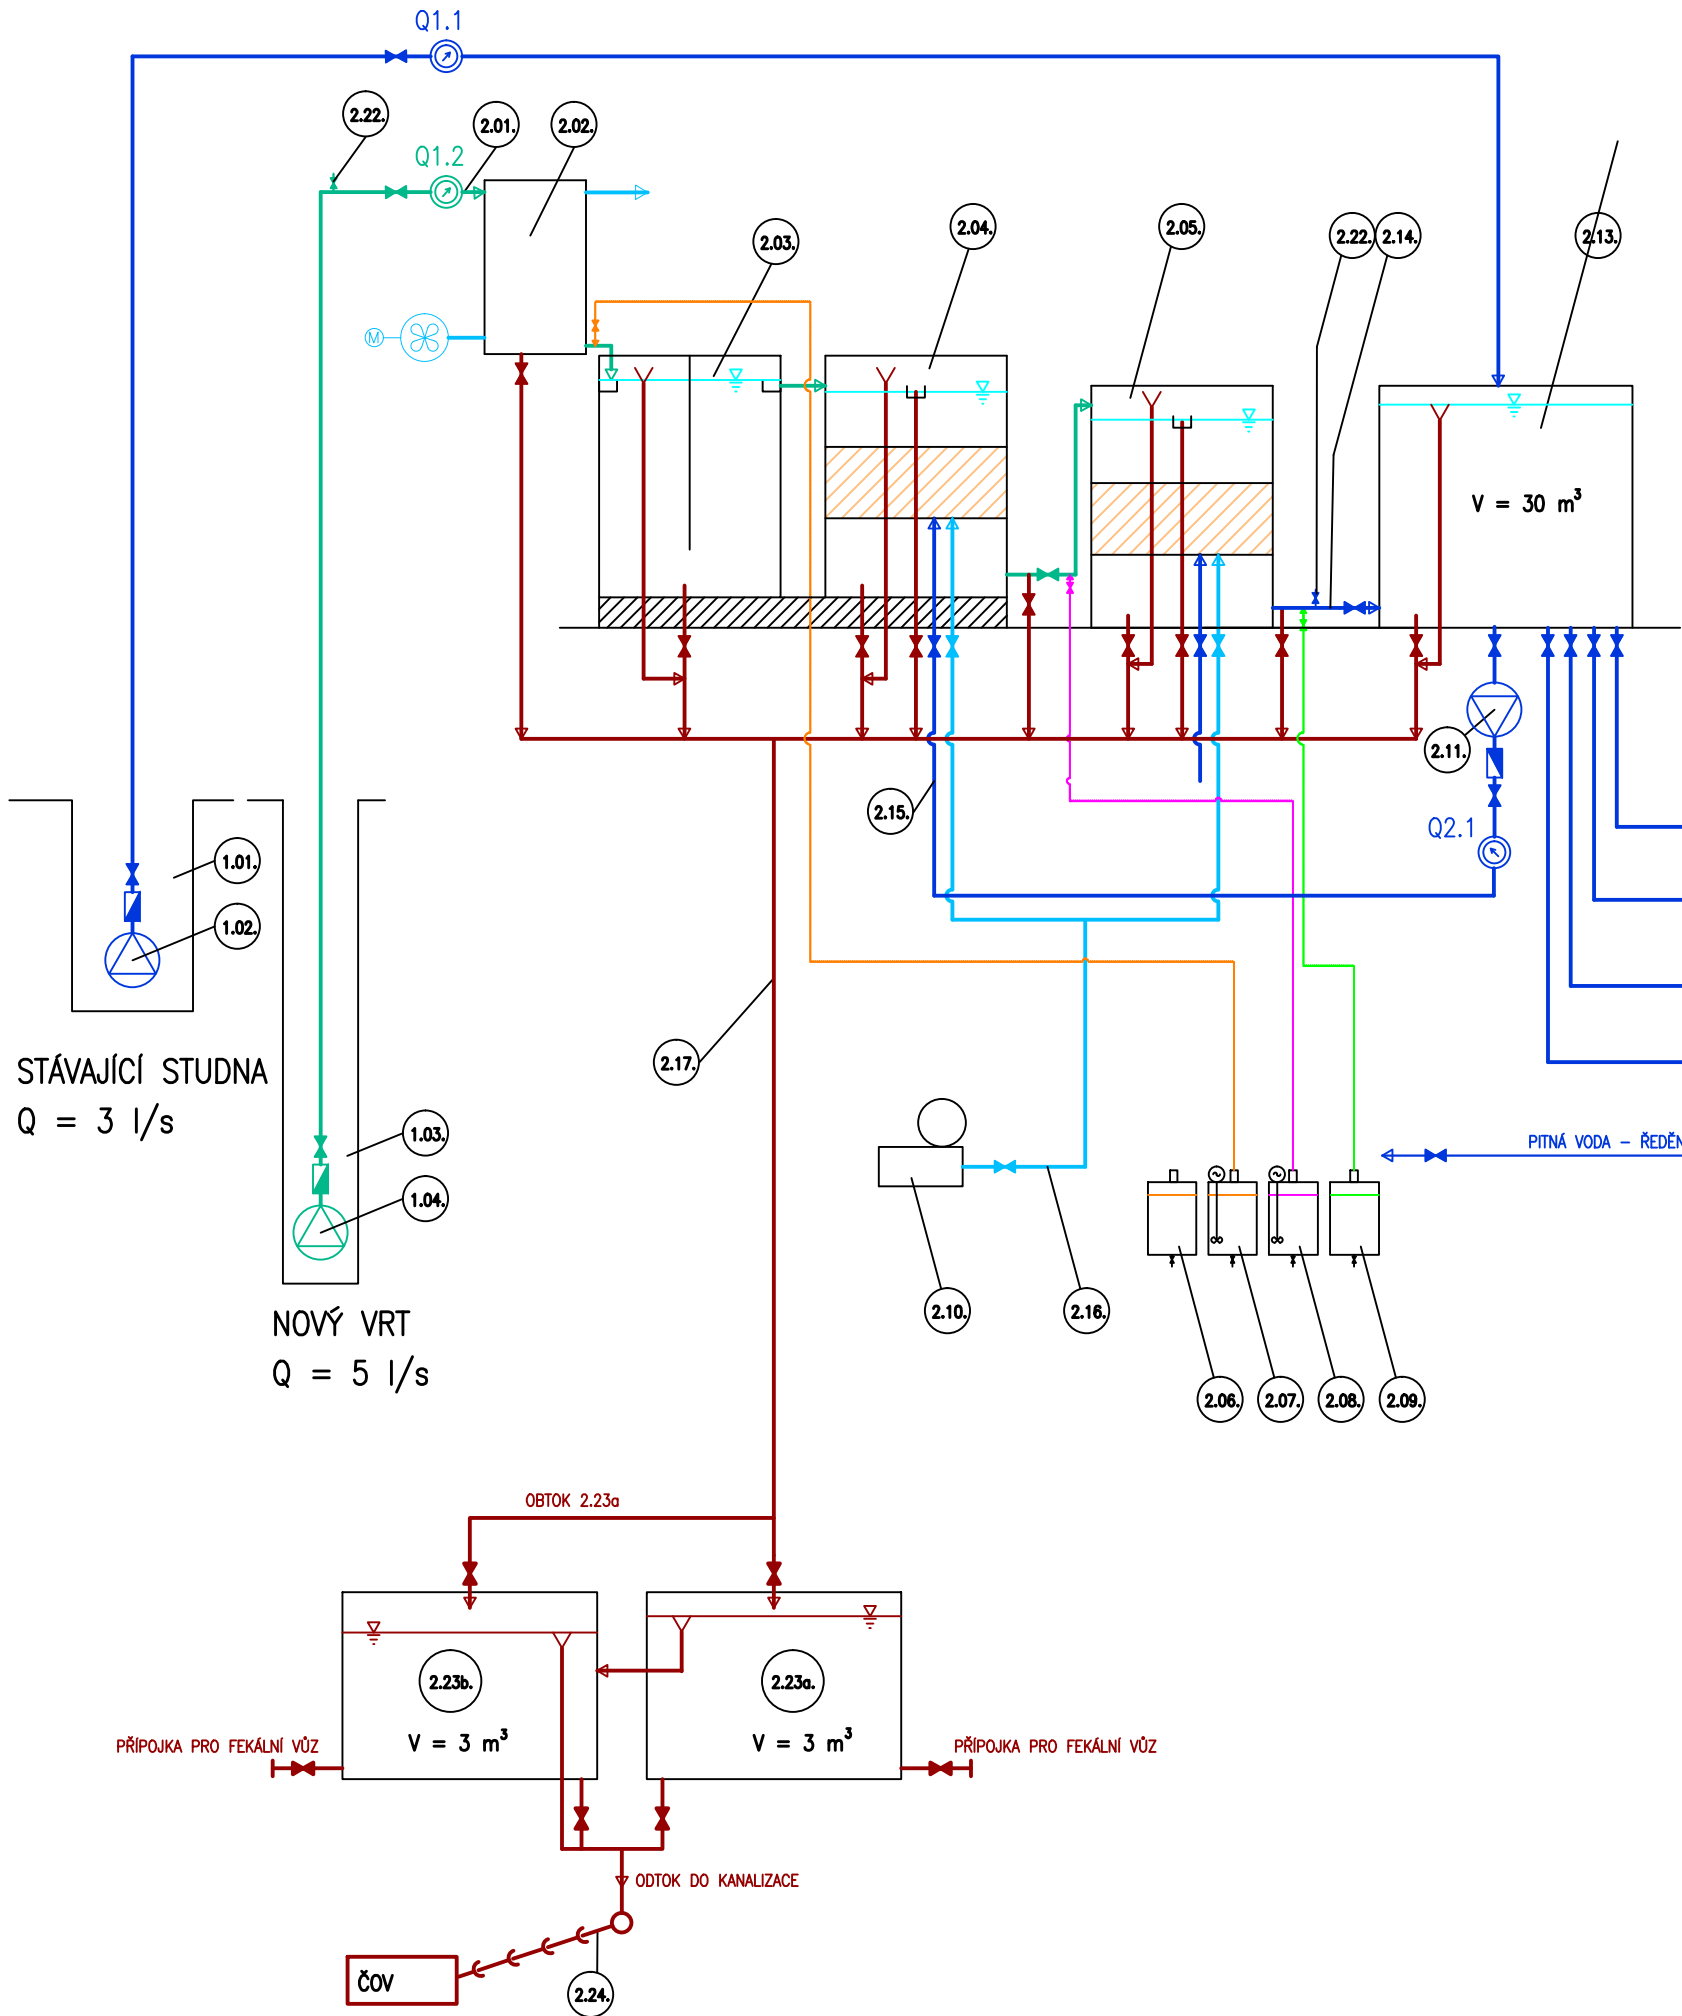 Q1.1
2.22.
2.01.
2.02.
Q1.2
2.03.
2.04.
2.05.
2.22.
2.14.
2.13.
M
V = 30 m³
2.11.
2.15.
Q2.1
1.01.
1.02.
STÁVAJÍCÍ STUDNA
Q = 3 l/s
2.17.
1.03.
1.04.
PITNÁ VODA – ŘEDĚN
2.10.
2.16.
NOVÝ VRT
Q = 5 l/s
2.06.
2.07.
2.08.
2.09.
OBTOK 2.23a
2.23b.
2.23a.
V = 3 m³
V = 3 m³
PŘÍPOJKA PRO FEKÁLNÍ VŮZ
PŘÍPOJKA PRO FEKÁLNÍ VŮZ
ODTOK DO KANALIZACE
ČOV
2.24.